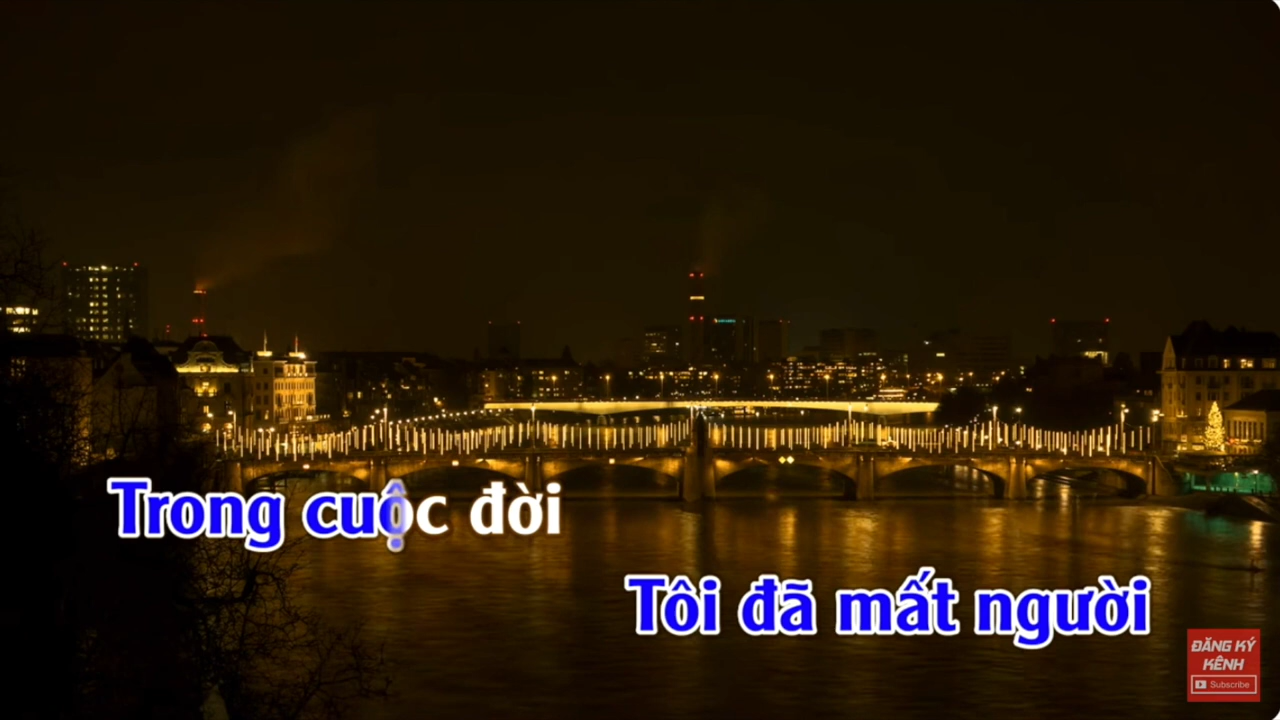 Trong cuộc đời
Tôi đã mất người
ĐĂNG KÝ
KÊNH
Subscribe